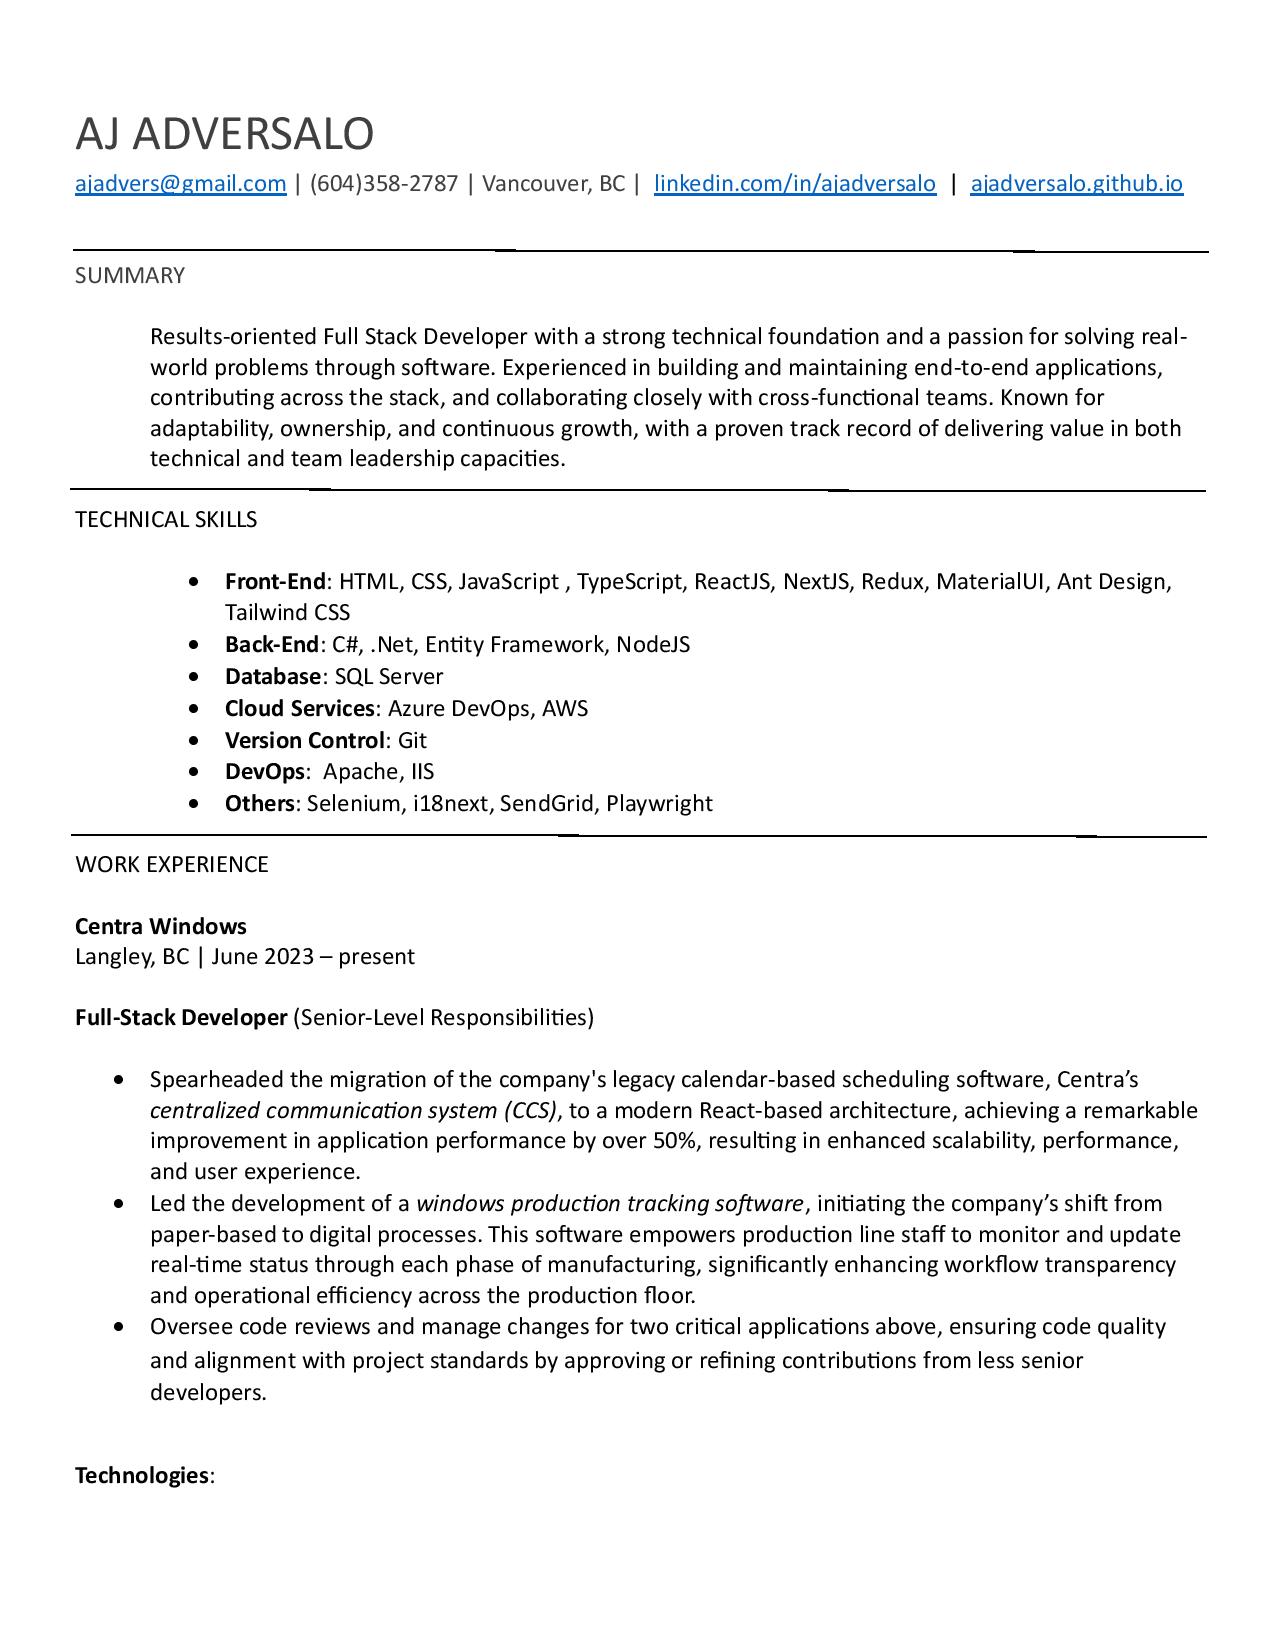 AJ ADVERSALO
ajadvers@gmail.com | (604)358-2787 | Vancouver, BC | linkedin.com/in/ajadversalo | ajadversalo.github.io
SUMMARY
Results-oriented Full Stack Developer with a strong technical foundation and a passion for solving real-
world problems through software. Experienced in building and maintaining end-to-end applications,
contributing across the stack, and collaborating closely with cross-functional teams. Known for
adaptability, ownership, and continuous growth, with a proven track record of delivering value in both
technical and team leadership capacities.
TECHNICAL SKILLS
• Front-End: HTML, CSS, JavaScript , TypeScript, ReactJS, NextJS, Redux, MaterialUI, Ant Design,
Tailwind CSS
• Back-End: C#, .Net, Entity Framework, NodeJS
• Database: SQL Server
• Cloud Services: Azure DevOps, AWS
• Version Control: Git
• DevOps:  Apache, IIS
• Others: Selenium, i18next, SendGrid, Playwright
WORK EXPERIENCE
Centra Windows
Langley, BC | June 2023 – present
Full-Stack Developer (Senior-Level Responsibilities)
• Spearheaded the migration of the company's legacy calendar-based scheduling software, Centra’s
centralized communication system (CCS), to a modern React-based architecture, achieving a remarkable
improvement in application performance by over 50%, resulting in enhanced scalability, performance,
and user experience.
• Led the development of a windows production tracking software, initiating the company’s shift from
paper-based to digital processes. This software empowers production line staff to monitor and update
real-time status through each phase of manufacturing, significantly enhancing workflow transparency
and operational efficiency across the production floor.
• Oversee code reviews and manage changes for two critical applications above, ensuring code quality
and alignment with project standards by approving or refining contributions from less senior
developers.
Technologies: